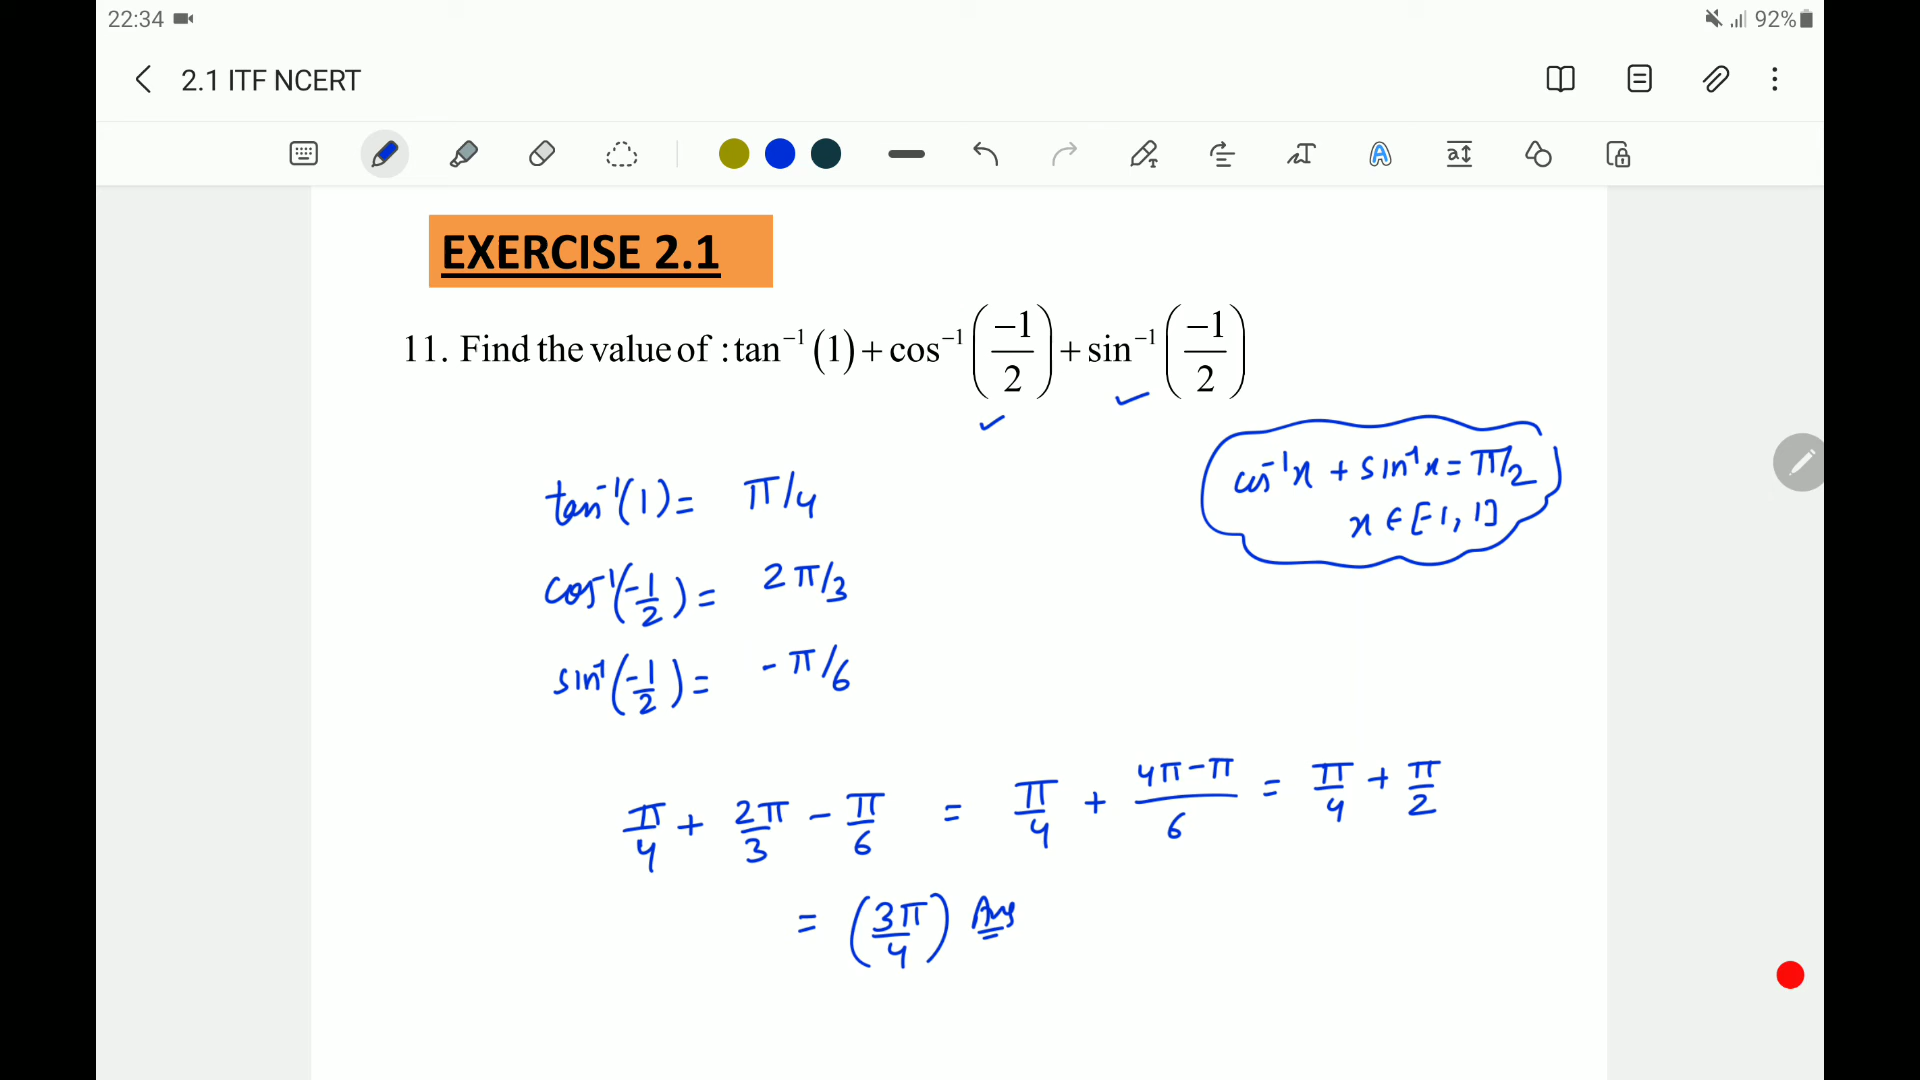 22:34
92%
2.1 ITF NCERT
EXERCISE 2.1
11. Find the value of : tan⁻¹(1) + cos⁻¹(-1/2) + sin⁻¹(-1/2)
cos⁻¹x + sin⁻¹x = π/2
x ∈ [-1, 1]
tan⁻¹(1) = π/4
cos⁻¹(-1/2) = 2π/3
sin⁻¹(-1/2) = -π/6
π/4 + 2π/3 - π/6 = π/4 + (4π-π)/6 = π/4 + π/2
= (3π/4) Ans